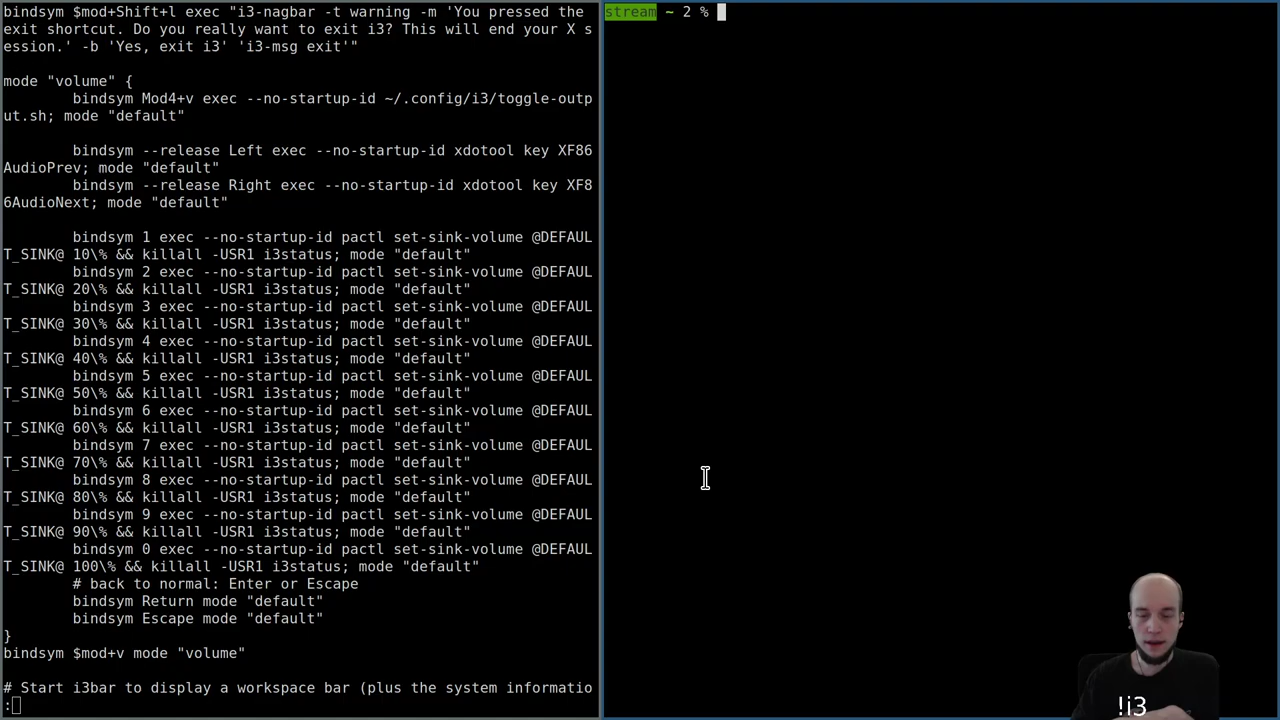 bindsym $mod+Shift+l exec "i3-nagbar -t warning -m 'You pressed the
exit shortcut. Do you really want to exit i3? This will end your X s
ession.' -b 'Yes, exit i3' 'i3-msg exit'"
mode "volume" {
bindsym Mod4+v exec --no-startup-id ~/.config/i3/toggle-outp
ut.sh; mode "default"
bindsym --release Left exec --no-startup-id xdotool key XF86
AudioPrev; mode "default"
bindsym --release Right exec --no-startup-id xdotool key XF8
6AudioNext; mode "default"
bindsym 1 exec --no-startup-id pactl set-sink-volume @DEFAUL
T_SINK@ 10\% && killall -USR1 i3status; mode "default"
bindsym 2 exec --no-startup-id pactl set-sink-volume @DEFAUL
T_SINK@ 20\% && killall -USR1 i3status; mode "default"
bindsym 3 exec --no-startup-id pactl set-sink-volume @DEFAUL
T_SINK@ 30\% && killall -USR1 i3status; mode "default"
bindsym 4 exec --no-startup-id pactl set-sink-volume @DEFAUL
T_SINK@ 40\% && killall -USR1 i3status; mode "default"
bindsym 5 exec --no-startup-id pactl set-sink-volume @DEFAUL
T_SINK@ 50\% && killall -USR1 i3status; mode "default"
bindsym 6 exec --no-startup-id pactl set-sink-volume @DEFAUL
T_SINK@ 60\% && killall -USR1 i3status; mode "default"
bindsym 7 exec --no-startup-id pactl set-sink-volume @DEFAUL
T_SINK@ 70\% && killall -USR1 i3status; mode "default"
bindsym 8 exec --no-startup-id pactl set-sink-volume @DEFAUL
T_SINK@ 80\% && killall -USR1 i3status; mode "default"
bindsym 9 exec --no-startup-id pactl set-sink-volume @DEFAUL
T_SINK@ 90\% && killall -USR1 i3status; mode "default"
bindsym 0 exec --no-startup-id pactl set-sink-volume @DEFAUL
T_SINK@ 100\% && killall -USR1 i3status; mode "default"
# back to normal: Enter or Escape
bindsym Return mode "default"
bindsym Escape mode "default"
}
bindsym $mod+v mode "volume"
# Start i3bar to display a workspace bar (plus the system informatio
:
stream ~ 2 %
!i3